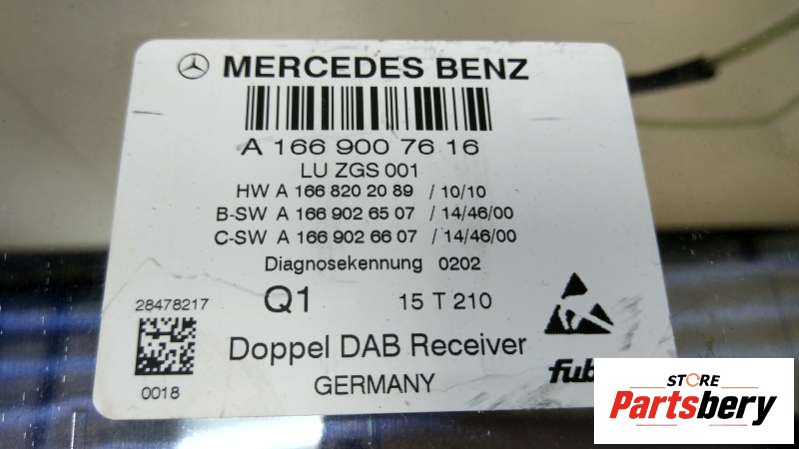 MERCEDES BENZ
A 166 900 76 16
LU ZGS 001
HW A 166 820 20 89 / 10/10
B-SW A 166 902 65 07 / 14/46/00
C-SW A 166 902 66 07 / 14/46/00
Diagnosekennung 0202
28478217 Q1 15 T 210
Doppel DAB Receiver
0018 GERMANY
STORE
Partsbery